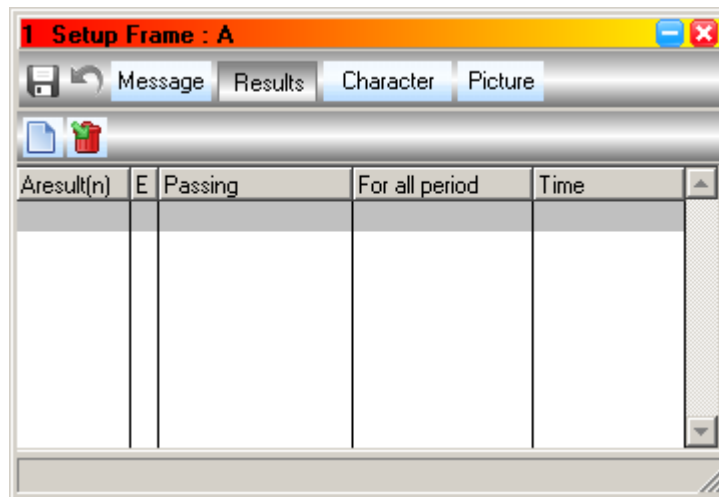 1 Setup Frame : A
Message Results Character Picture
Aresult(n) E Passing For all period Time